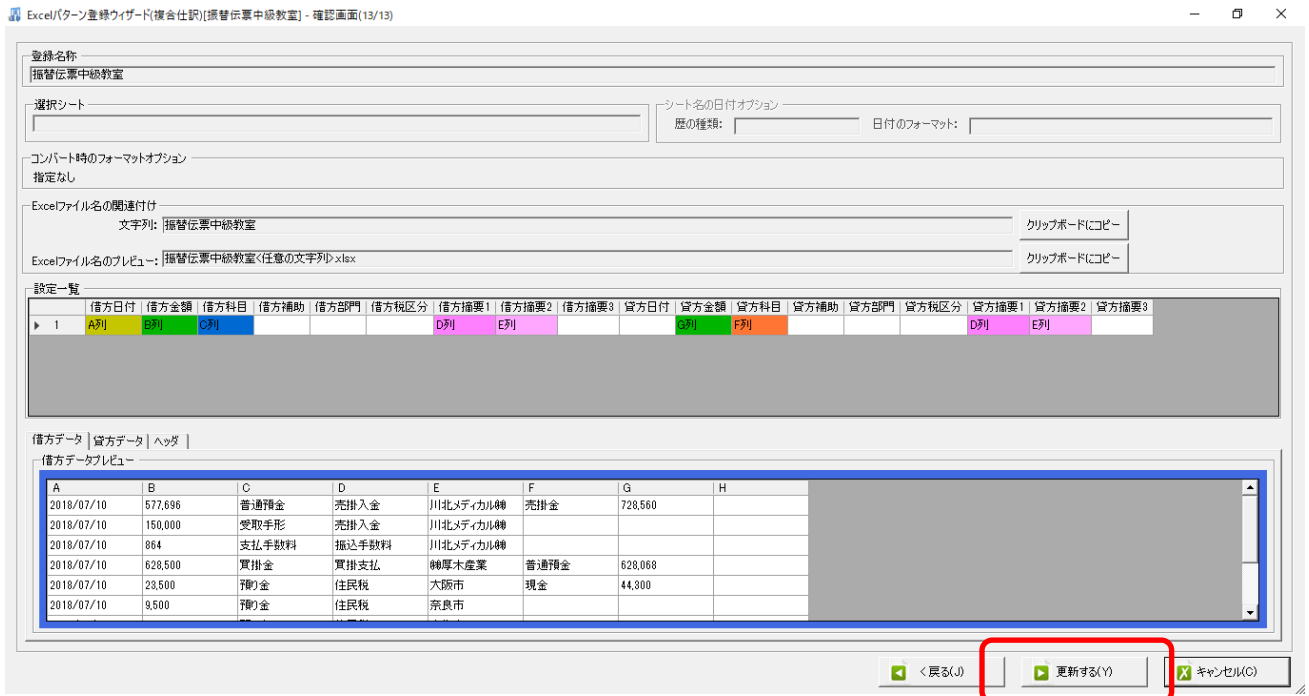 Excelパターン登録ウィザード(複合仕訳)[振替伝票中級教室] - 確認画面(13/13)
登録名称
振替伝票中級教室
選択シート
シート名の日付オプション
歴の種類: 日付のフォーマット:
コンバート時のフォーマットオプション
指定なし
Excelファイル名の関連付け
文字列: 振替伝票中級教室 クリップボードにコピー
Excelファイル名のプレビュー: 振替伝票中級教室<任意の文字列>.xlsx クリップボードにコピー
設定一覧
借方日付 借方金額 借方科目 借方補助 借方部門 借方税区分 借方摘要1 借方摘要2 借方摘要3 貸方日付 貸方金額 貸方科目 貸方補助 貸方部門 貸方税区分 貸方摘要1 貸方摘要2 貸方摘要3
1 A列 B列 C列 D列 E列 G列 F列 D列 E列
借方データ 貸方データ ヘッダ
借方データプレビュー
A B C D E F G H
2018/07/10 577,696 普通預金 売掛入金 川北メディカル㈱ 売掛金 728,560
2018/07/10 150,000 受取手形 売掛入金 川北メディカル㈱
2018/07/10 864 支払手数料 振込手数料 川北メディカル㈱
2018/07/10 628,500 買掛金 買掛支払 ㈱厚木産業 普通預金 628,068
2018/07/10 23,500 預り金 住民税 大阪市 現金 44,300
2018/07/10 9,500 預り金 住民税 奈良市
<戻る(J) 更新する(Y) キャンセル(C)